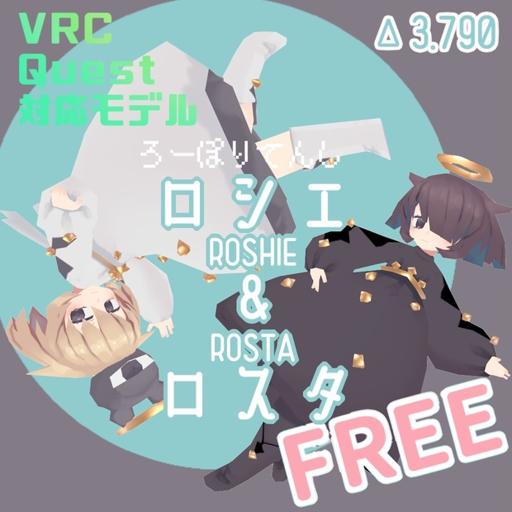 VRC
Quest
対応モデル
Δ 3,790
ろーぽりてんし
ロシエ
ROSHIE
&
ROSTA
ロスタ
FREE